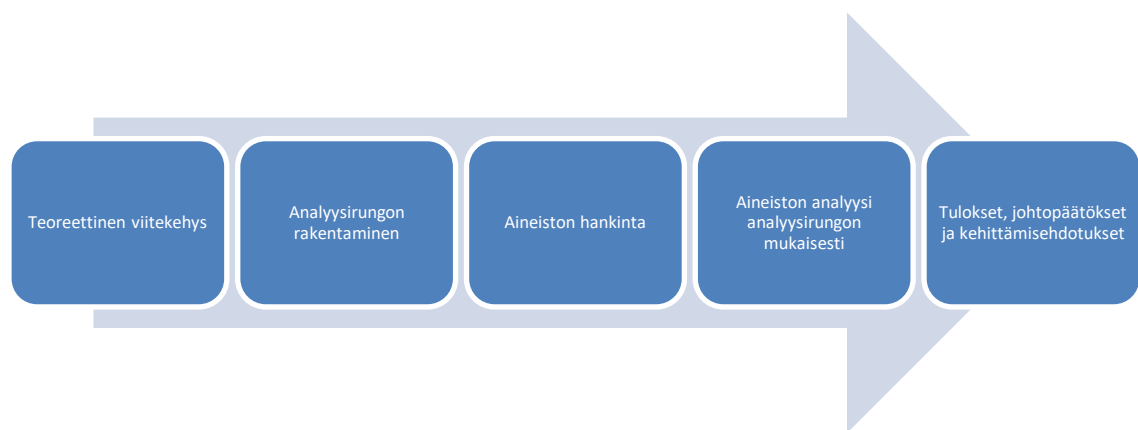 Teoreettinen viitekehys
Analyysirungon
rakentaminen
Aineiston hankinta
Aineiston analyysi
analyysirungon
mukaisesti
Tulokset, johtopäätökset
ja kehittämisehdotukset